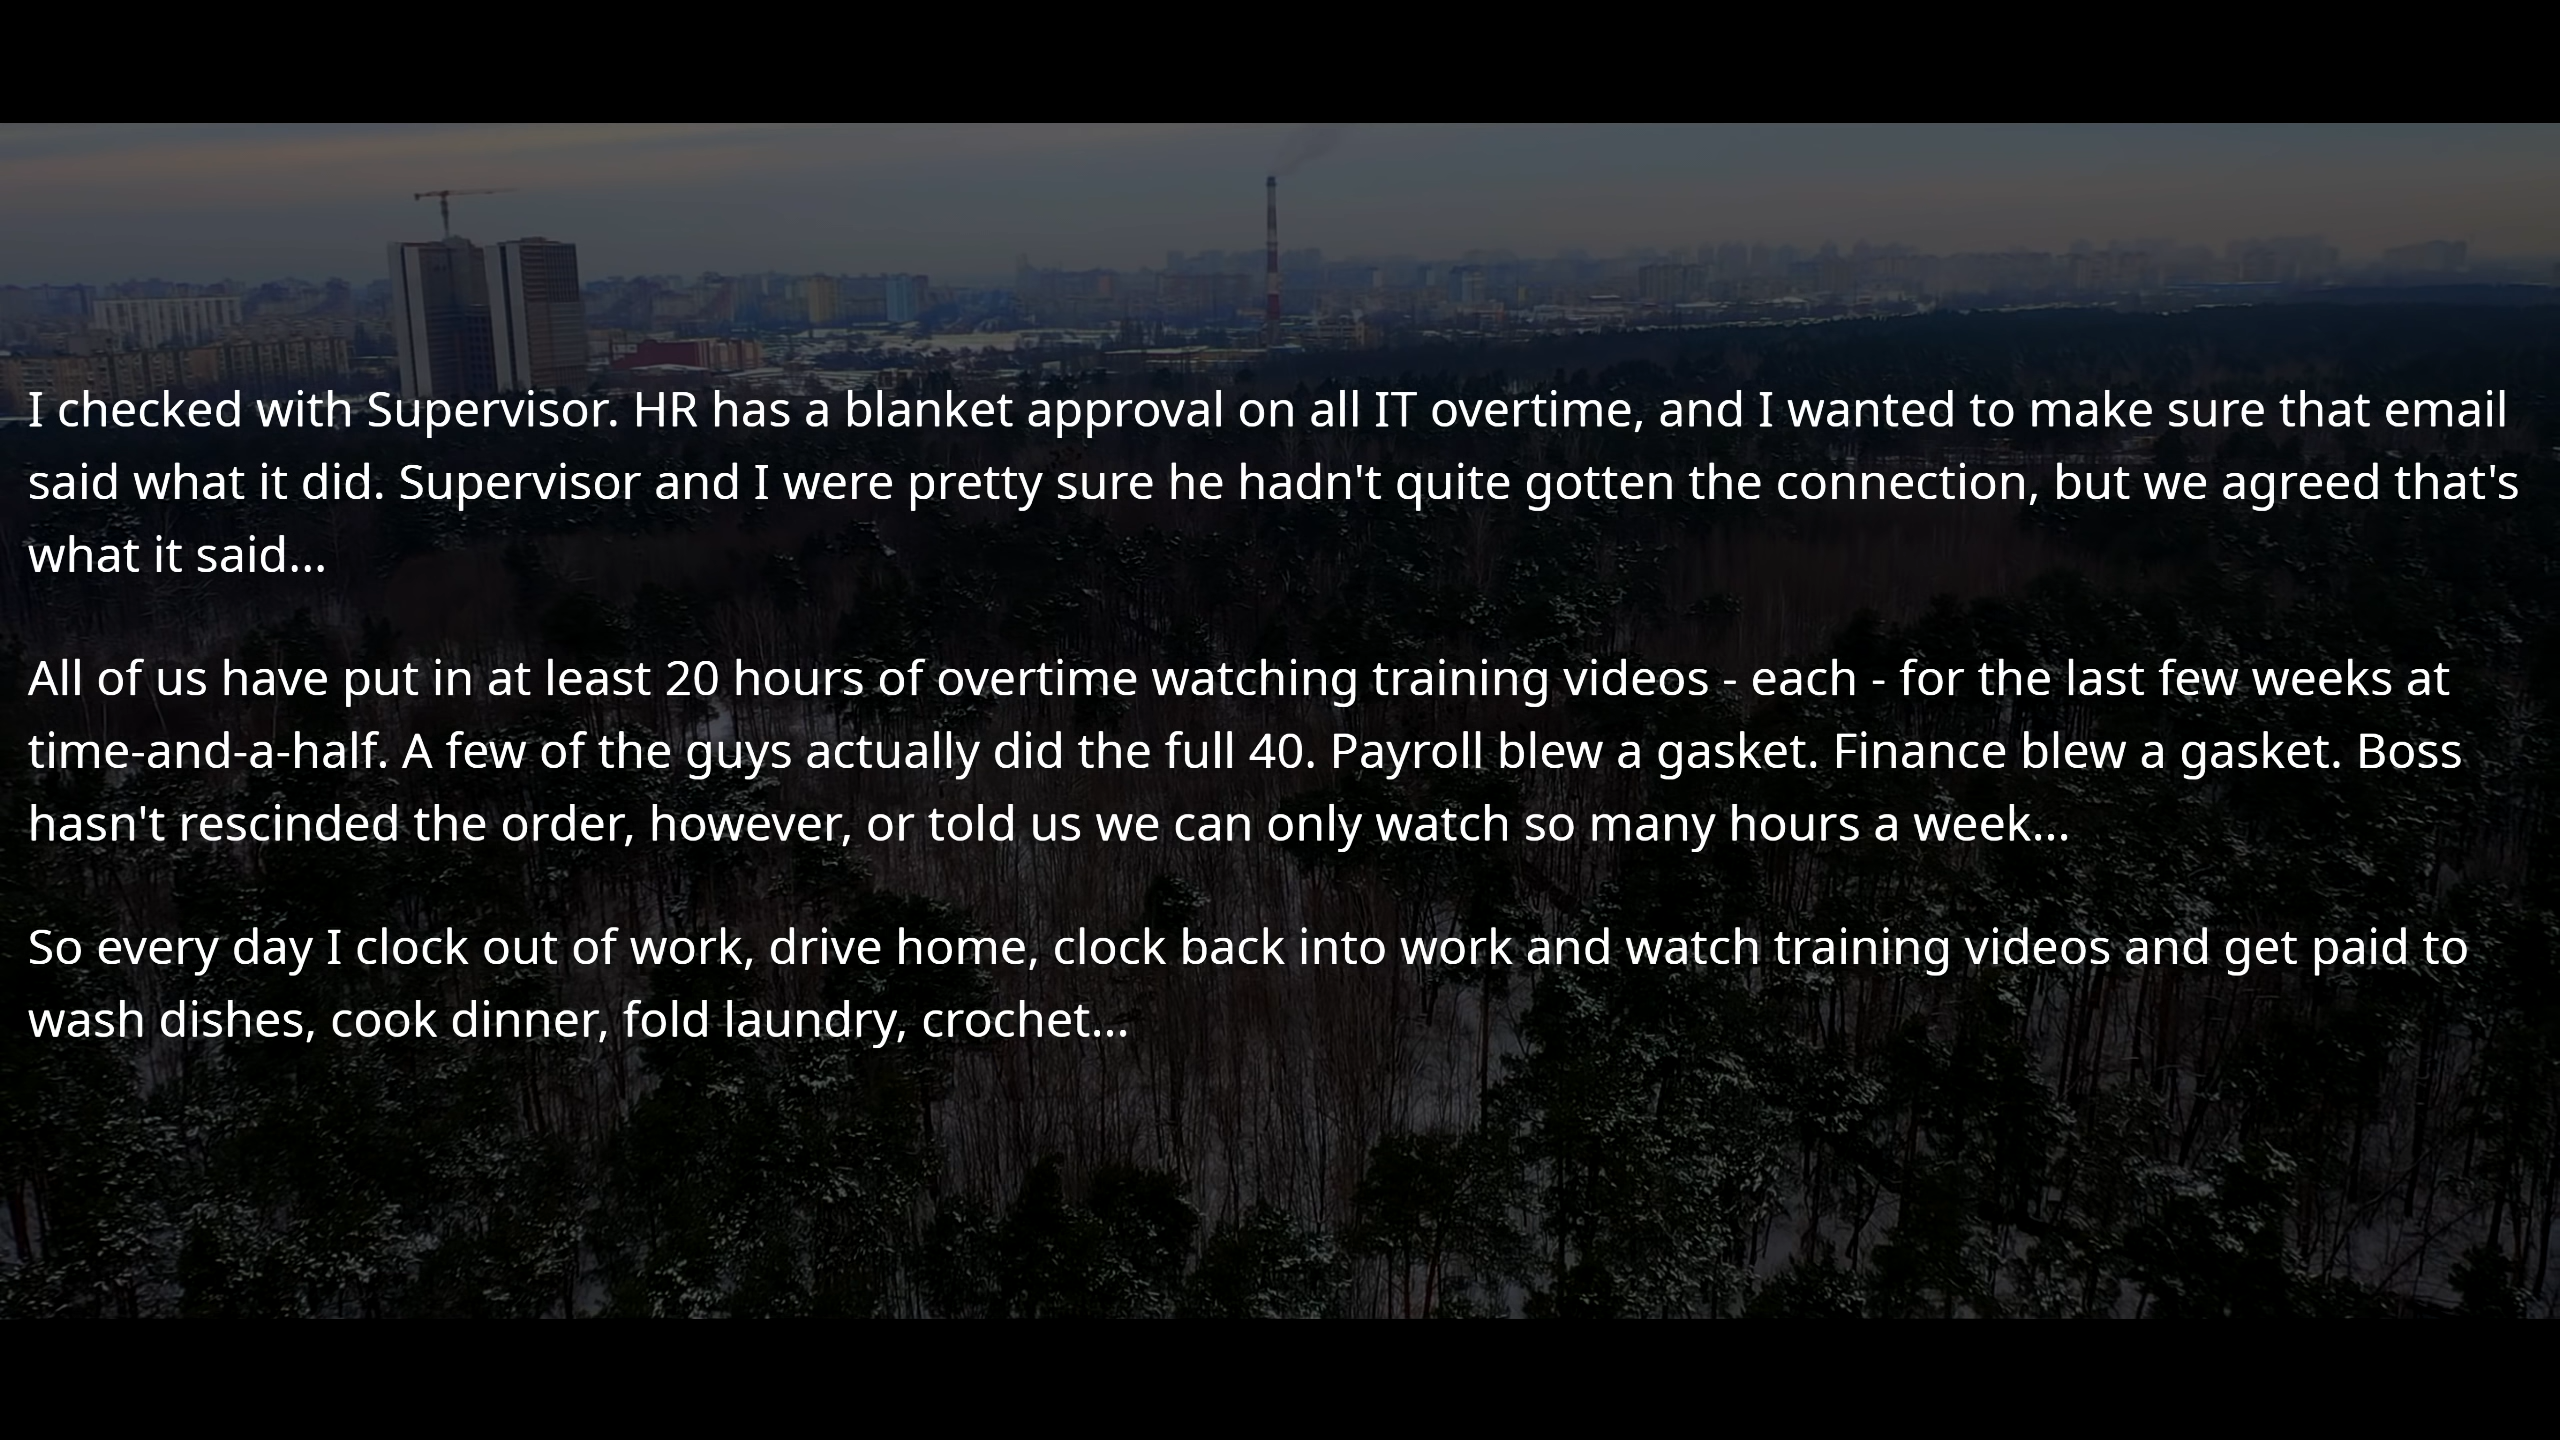 I checked with Supervisor. HR has a blanket approval on all IT overtime, and I wanted to make sure that email
said what it did. Supervisor and I were pretty sure he hadn't quite gotten the connection, but we agreed that's
what it said...
All of us have put in at least 20 hours of overtime watching training videos - each - for the last few weeks at
time-and-a-half. A few of the guys actually did the full 40. Payroll blew a gasket. Finance blew a gasket. Boss
hasn't rescinded the order, however, or told us we can only watch so many hours a week...
So every day I clock out of work, drive home, clock back into work and watch training videos and get paid to
wash dishes, cook dinner, fold laundry, crochet...